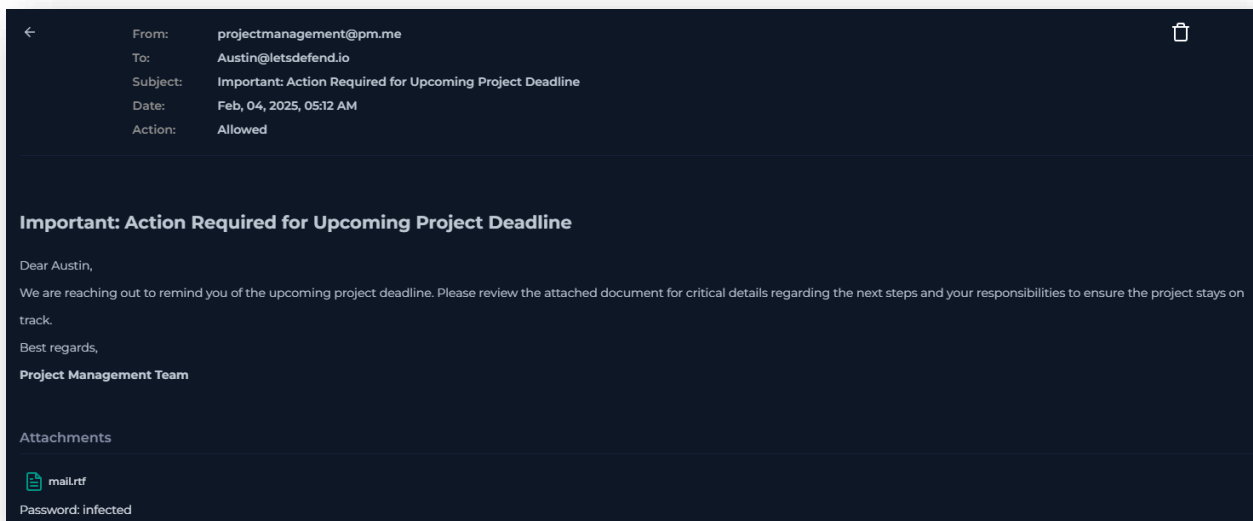 From: projectmanagement@pm.me
To: Austin@letsdefend.io
Subject: Important: Action Required for Upcoming Project Deadline
Date: Feb, 04, 2025, 05:12 AM
Action: Allowed
Important: Action Required for Upcoming Project Deadline
Dear Austin,
We are reaching out to remind you of the upcoming project deadline. Please review the attached document for critical details regarding the next steps and your responsibilities to ensure the project stays on
track.
Best regards,
Project Management Team
Attachments
mail.rtf
Password: infected